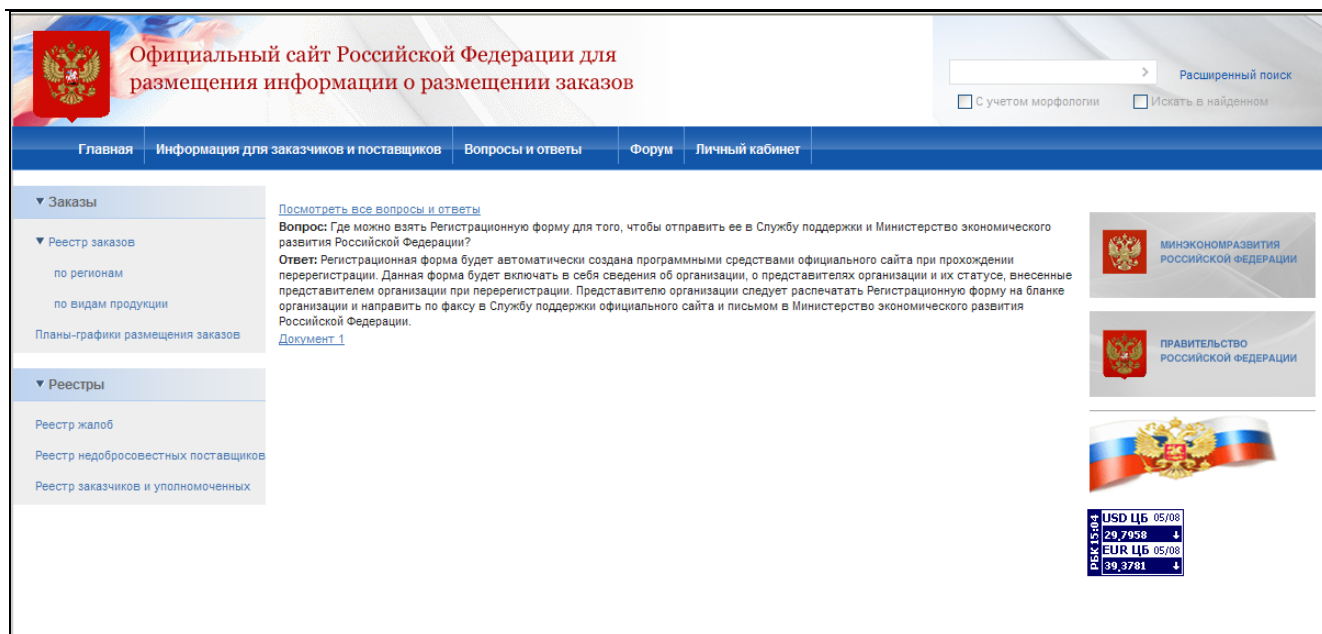 Официальный сайт Российской Федерации для
размещения информации о размещении заказов
Расширенный поиск
С учетом морфологии
Искать в найденном
Главная
Информация для заказчиков и поставщиков
Вопросы и ответы
Форум
Личный кабинет
Заказы
Реестр заказов
по регионам
по видам продукции
Планы-графики размещения заказов
Реестры
Реестр жалоб
Реестр недобросовестных поставщиков
Реестр заказчиков и уполномоченных
Посмотреть все вопросы и ответы
Вопрос: Где можно взять Регистрационную форму для того, чтобы отправить ее в Службу поддержки и Министерство экономического
развития Российской Федерации?
Ответ: Регистрационная форма будет автоматически создана программными средствами официального сайта при прохождении
перерегистрации. Данная форма будет включать в себя сведения об организации, о представителях организации и их статусе, внесенные
представителем организации при перерегистрации. Представителю организации следует распечатать Регистрационную форму на бланке
организации и направить по факсу в Службу поддержки официального сайта и письмом в Министерство экономического развития
Российской Федерации.
Документ 1
МИНЭКОНОМРАЗВИТИЯ
РОССИЙСКОЙ ФЕДЕРАЦИИ
ПРАВИТЕЛЬСТВО
РОССИЙСКОЙ ФЕДЕРАЦИИ
РБК 15:04
USD ЦБ 05/08
29,7958
EUR ЦБ 05/08
39,3781